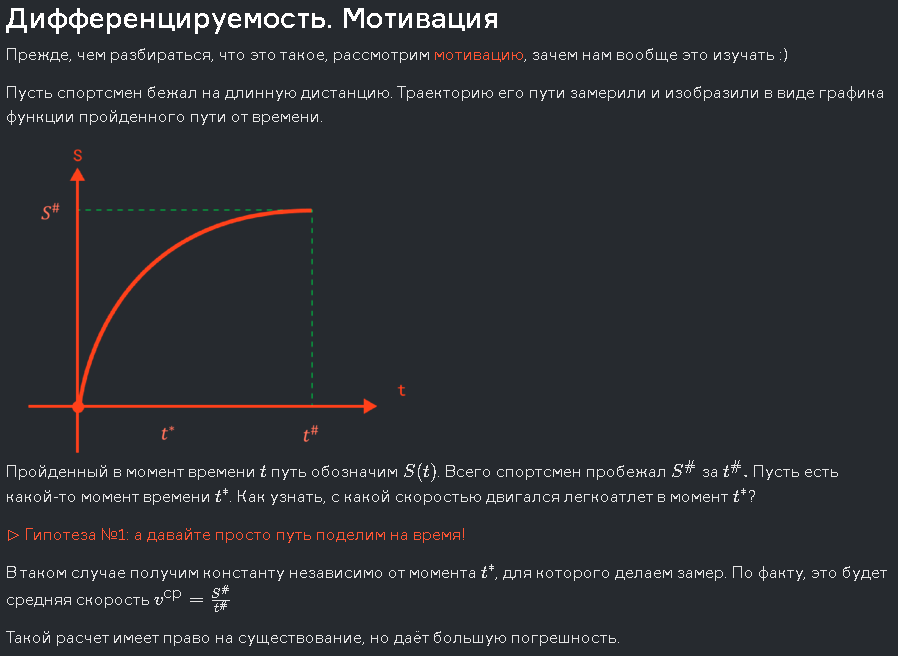 Дифференцируемость. Мотивация
Прежде, чем разбираться, что это такое, рассмотрим мотивацию, зачем нам вообще это изучать :)
Пусть спортсмен бежал на длинную дистанцию. Траекторию его пути замерили и изобразили в виде графика
функции пройденного пути от времени.
S
S#
t
t* t#
Пройденный в момент времени t путь обозначим S(t). Всего спортсмен пробежал S# за t#. Пусть есть
какой-то момент времени t*. Как узнать, с какой скоростью двигался легкоатлет в момент t*?
▷ Гипотеза №1: а давайте просто путь поделим на время!
В таком случае получим константу независимо от момента t*, для которого делаем замер. По факту, это будет
средняя скорость v^ср = S#/t#
Такой расчет имеет право на существование, но даёт большую погрешность.